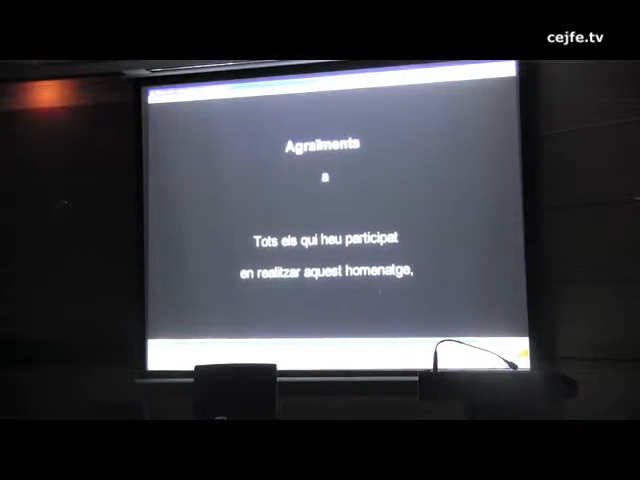 cejfe.tv
Agraïments
a
Tots els qui heu participat
en realitzar aquest homenatge,